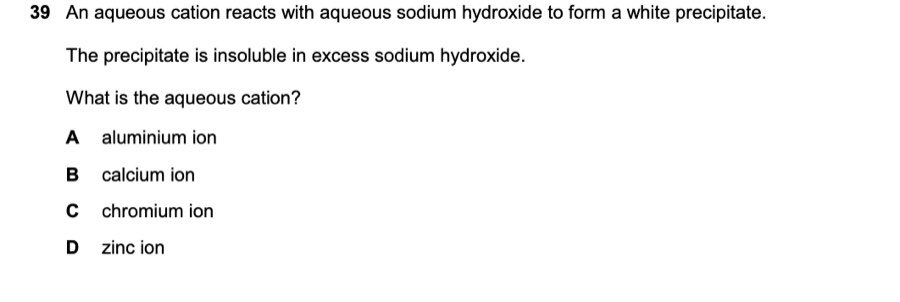 39 An aqueous cation reacts with aqueous sodium hydroxide to form a white precipitate.
The precipitate is insoluble in excess sodium hydroxide.
What is the aqueous cation?
A aluminium ion
B calcium ion
C chromium ion
D zinc ion